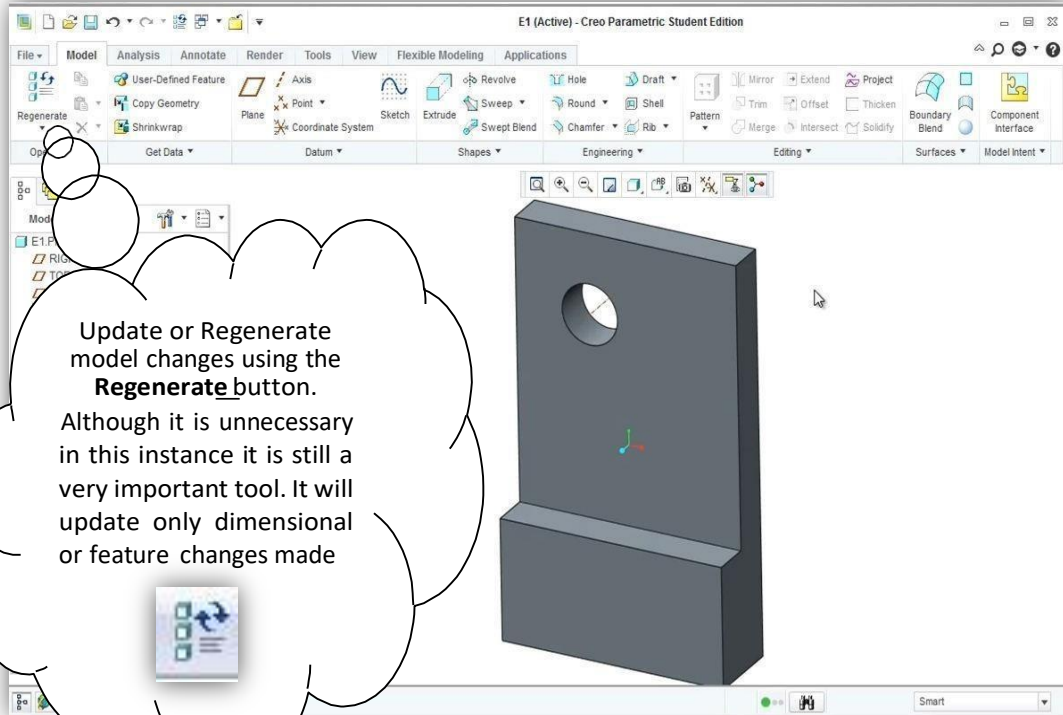 E1 (Active) - Creo Parametric Student Edition
File Model Analysis Annotate Render Tools View Flexible Modeling Applications
Regenerate
User-Defined Feature
Copy Geometry
Shrinkwrap
Plane
Axis
Point
Coordinate System
Sketch
Extrude
Revolve
Sweep
Swept Blend
Hole
Round
Chamfer
Draft
Shell
Rib
Pattern
Mirror
Trim
Merge
Extend
Offset
Intersect
Project
Thicken
Solidify
Boundary
Blend
Component
Interface
Get Data Datum Shapes Engineering Editing Surfaces Model Intent
Update or Regenerate
model changes using the
Regenerate button.
Although it is unnecessary
in this instance it is still a
very important tool. It will
update only dimensional
or feature changes made
Smart